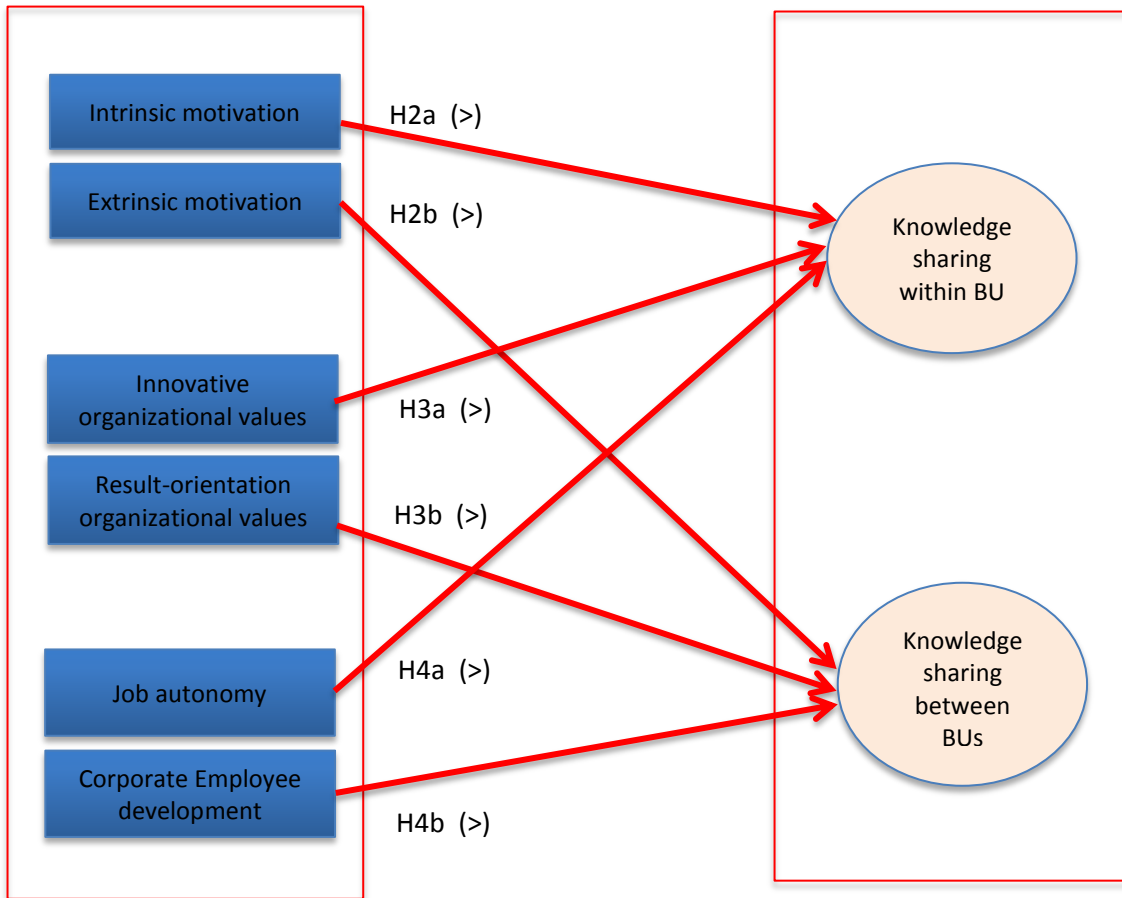 Intrinsic motivation
H2a (>)
Extrinsic motivation
H2b (>)
Knowledge
sharing
within BU
Innovative
organizational values
H3a (>)
Result-orientation
organizational values
H3b (>)
Job autonomy
H4a (>)
Knowledge
sharing
between
BUs
Corporate Employee
development
H4b (>)